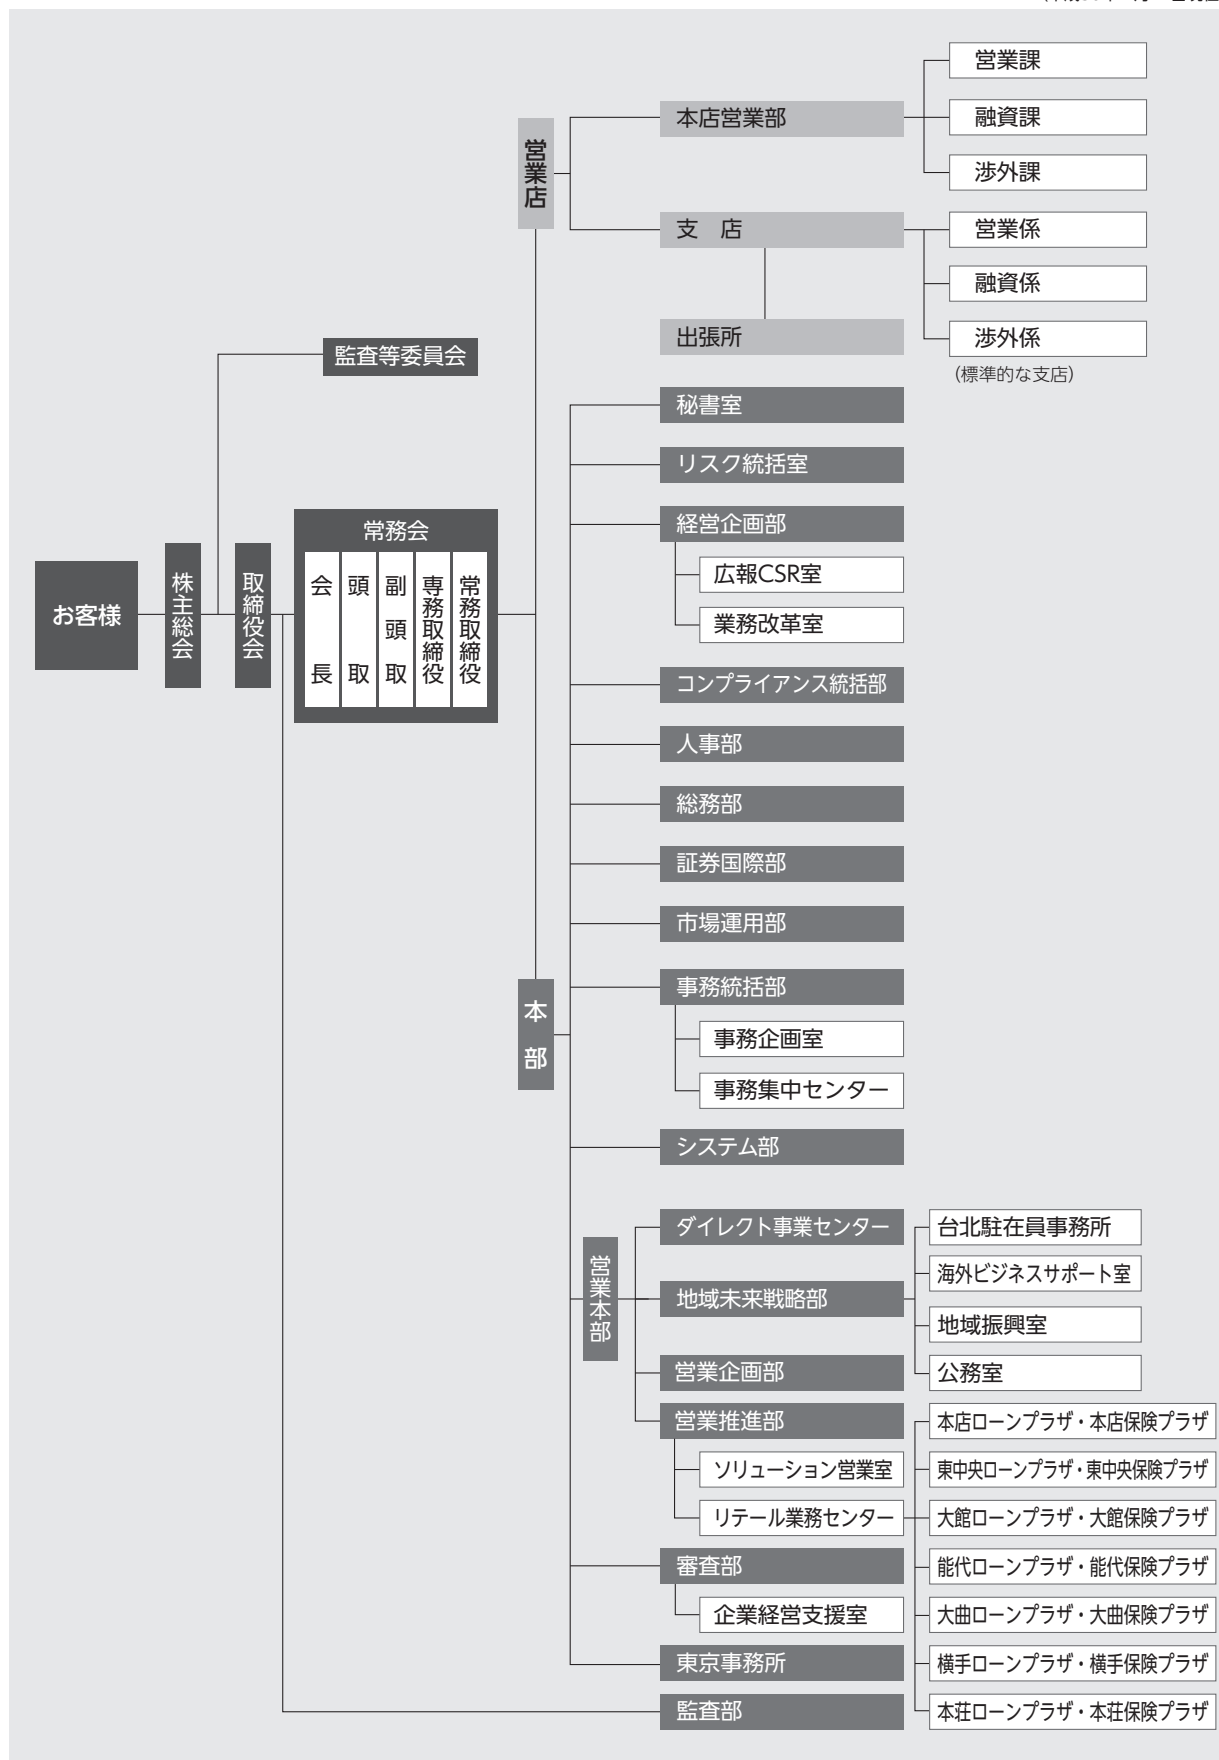 営業店
本店営業部
営業課
融資課
渉外課
支　店
営業係
融資係
渉外係
(標準的な支店)
出張所
監査等委員会
お客様
株主総会
取締役会
常務会
会長
頭取
副頭取
専務取締役
常務取締役
本部
秘書室
リスク統括室
経営企画部
広報CSR室
業務改革室
コンプライアンス統括部
人事部
総務部
証券国際部
市場運用部
事務統括部
事務企画室
事務集中センター
システム部
営業本部
ダイレクト事業センター
地域未来戦略部
台北駐在員事務所
海外ビジネスサポート室
地域振興室
公務室
営業企画部
営業推進部
ソリューション営業室
リテール業務センター
本店ローンプラザ・本店保険プラザ
東中央ローンプラザ・東中央保険プラザ
大館ローンプラザ・大館保険プラザ
能代ローンプラザ・能代保険プラザ
大曲ローンプラザ・大曲保険プラザ
横手ローンプラザ・横手保険プラザ
本荘ローンプラザ・本荘保険プラザ
審査部
企業経営支援室
東京事務所
監査部